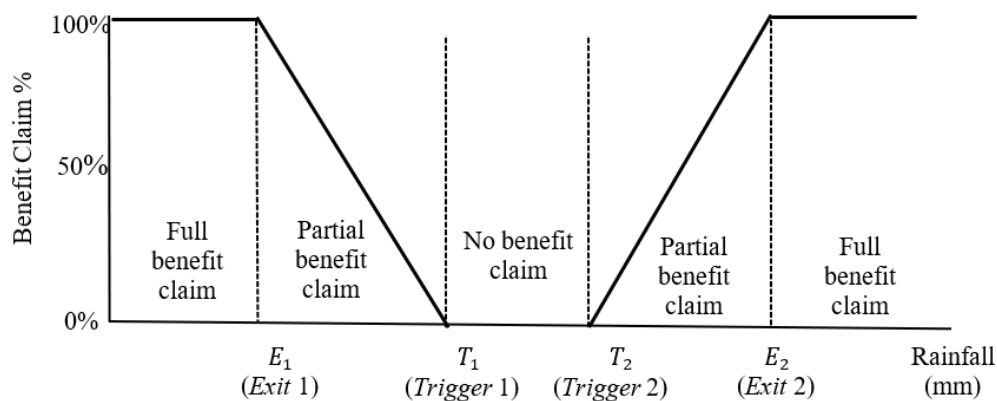 Benefit Claim %
100%
50%
0%
Full
benefit
claim
Partial
benefit
claim
No benefit
claim
Partial
benefit
claim
Full
benefit
claim
E₁
(Exit 1)
T₁
(Trigger 1)
T₂
(Trigger 2)
E₂
(Exit 2)
Rainfall
(mm)